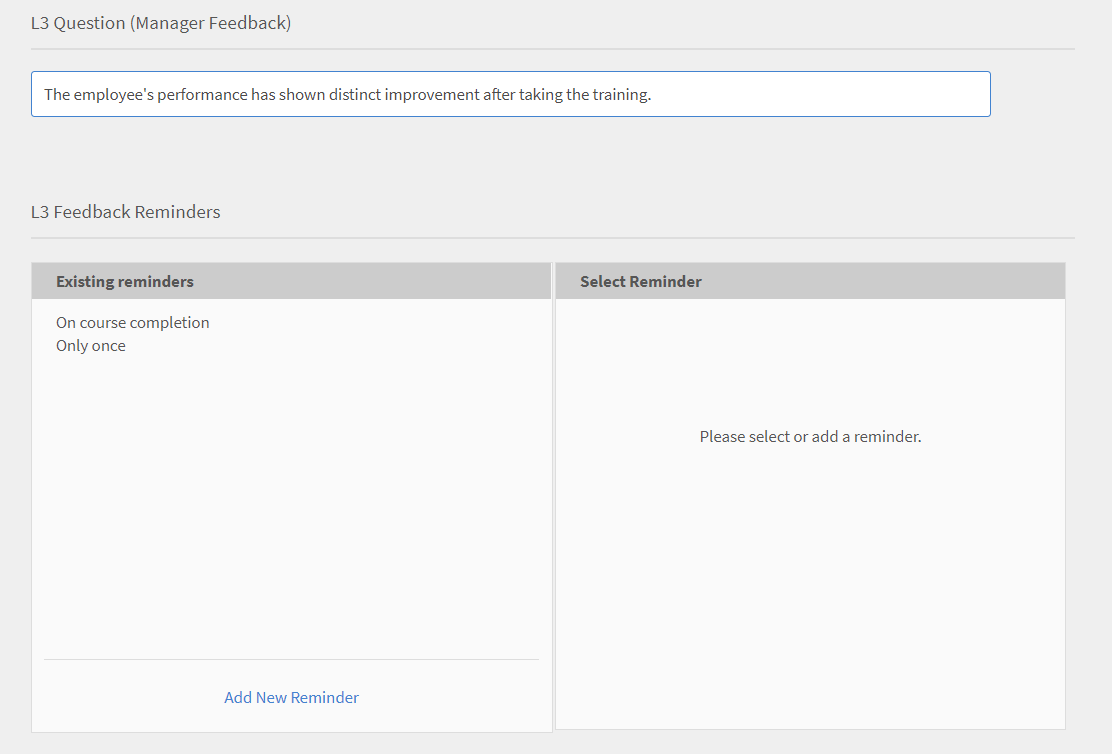 L3 Question (Manager Feedback)
The employee's performance has shown distinct improvement after taking the training.
L3 Feedback Reminders
Existing reminders
On course completion
Only once
Add New Reminder
Select Reminder
Please select or add a reminder.